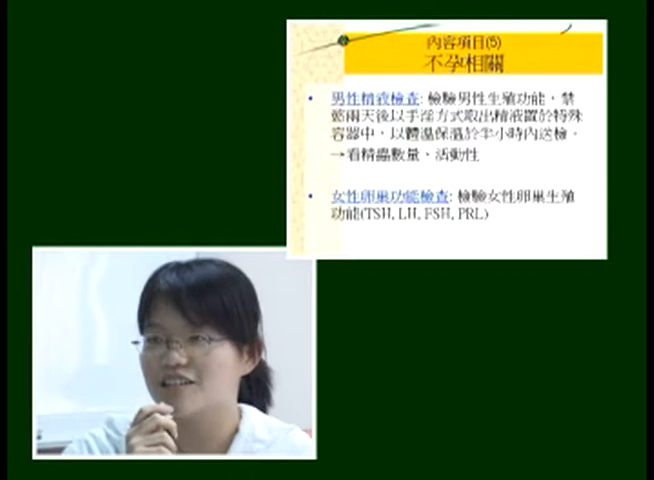 內容項目(5)
不孕相關
• 男性精液檢查: 檢驗男性生殖功能，禁
慾兩天後以手淫方式取出精液置於特殊
容器中，以體溫保溫於半小時內送檢。
→看精蟲數量、活動性
• 女性卵巢功能檢查: 檢驗女性卵巢生殖
功能(TSH, LH, FSH, PRL)